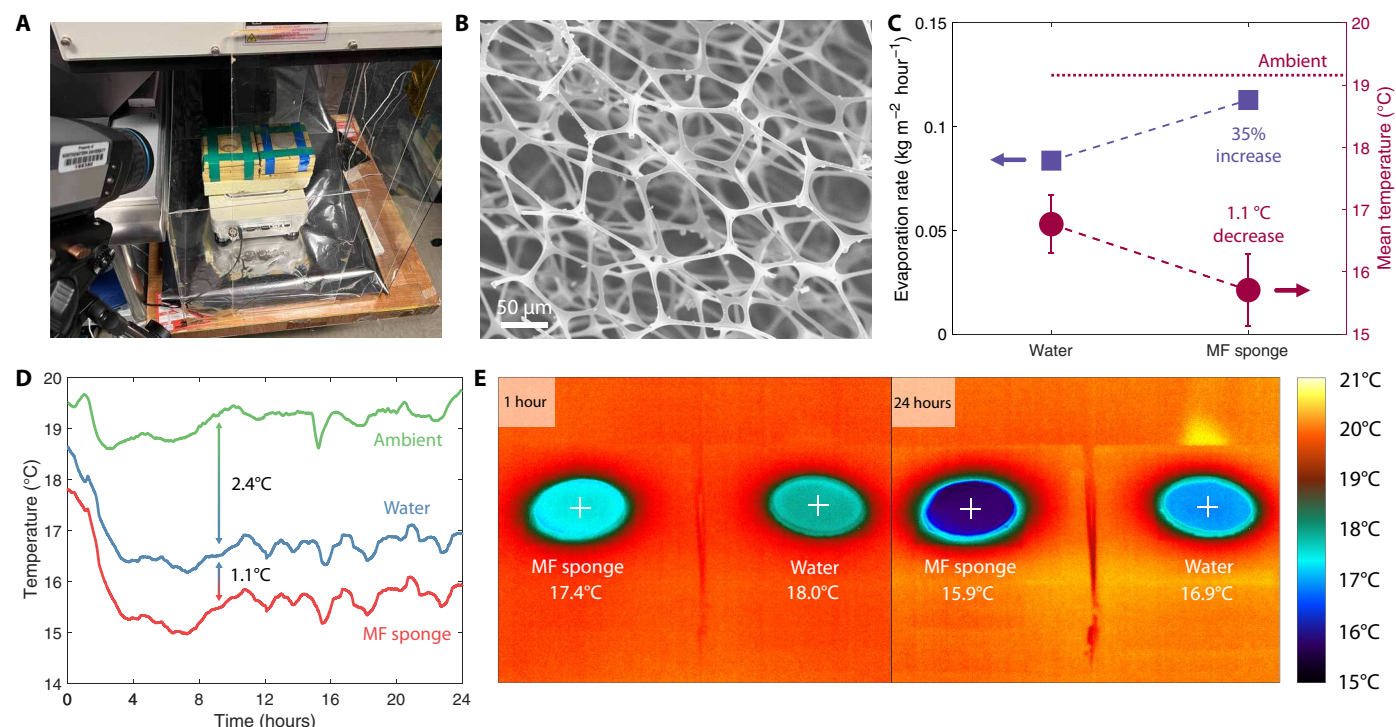 A
Property of
NORTHWESTERN UNIVERSITY
B
50 µm
C
0.15
0.1
0.05
0
Evaporation rate (kg m−2 hour−1)
Ambient
35%
increase
1.1 °C
decrease
Water
MF sponge
20
19
18
17
16
15
Mean temperature (°C)
D
20
19
18
17
16
15
14
Temperature (°C)
Ambient
2.4°C
Water
1.1°C
MF sponge
0
4
8
12
16
20
24
Time (hours)
E
1 hour
MF sponge
17.4°C
Water
18.0°C
24 hours
MF sponge
15.9°C
Water
16.9°C
21°C
20°C
19°C
18°C
17°C
16°C
15°C